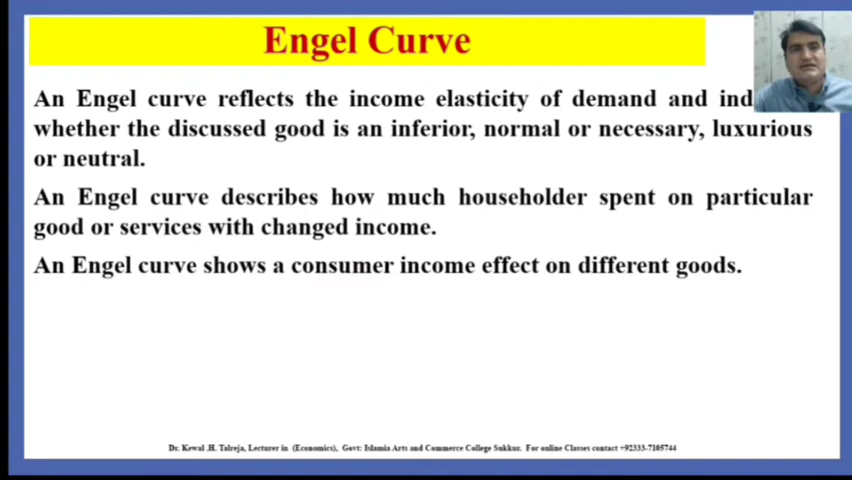 Engel Curve
An Engel curve reflects the income elasticity of demand and ind
whether the discussed good is an inferior, normal or necessary, luxurious
or neutral.
An Engel curve describes how much householder spent on particular
good or services with changed income.
An Engel curve shows a consumer income effect on different goods.
Dr. Kewal .H. Talreja, Lecturer in (Economics), Govt: Islamia Arts and Commerce College Sukkur. For online Classes contact +92333-7105744